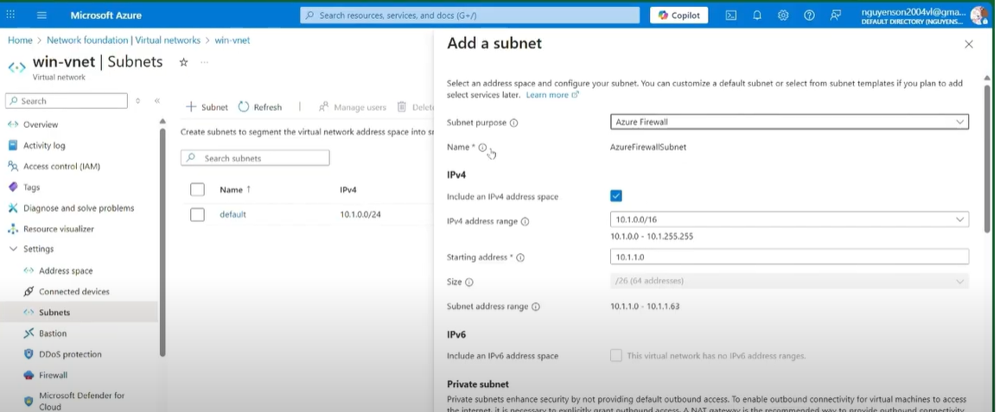 Microsoft Azure
Search resources, services, and docs (G+/)
Copilot
nguyenson2004vl@gma...
DEFAULT DIRECTORY (NGUYENS...
Home > Network foundation | Virtual networks > win-vnet
win-vnet | Subnets
Virtual network
Search
Overview
Activity log
Access control (IAM)
Tags
Diagnose and solve problems
Resource visualizer
Settings
Address space
Connected devices
Subnets
Bastion
DDoS protection
Firewall
Microsoft Defender for
Cloud
+ Subnet
Refresh
Manage users
Delet
Create subnets to segment the virtual network address space into
Search subnets
Name ↑
IPv4
default
10.1.0.0/24
Add a subnet
Select an address space and configure your subnet. You can customize a default subnet or select from subnet templates if you plan to add
select services later. Learn more
Subnet purpose
Azure Firewall
Name *
AzureFirewallSubnet
IPv4
Include an IPv4 address space
IPv4 address range
10.1.0.0/16
10.1.0.0 - 10.1.255.255
Starting address *
10.1.1.0
Size
/26 (64 addresses)
Subnet address range
10.1.1.0 - 10.1.1.63
IPv6
Include an IPv6 address space
This virtual network has no IPv6 address ranges.
Private subnet
Private subnets enhance security by not providing default outbound access. To enable outbound connectivity for virtual machines to access
the internet, it is necessary to explicitly grant outbound access. A NAT gateway is the recommended way to provide outbound connectivity